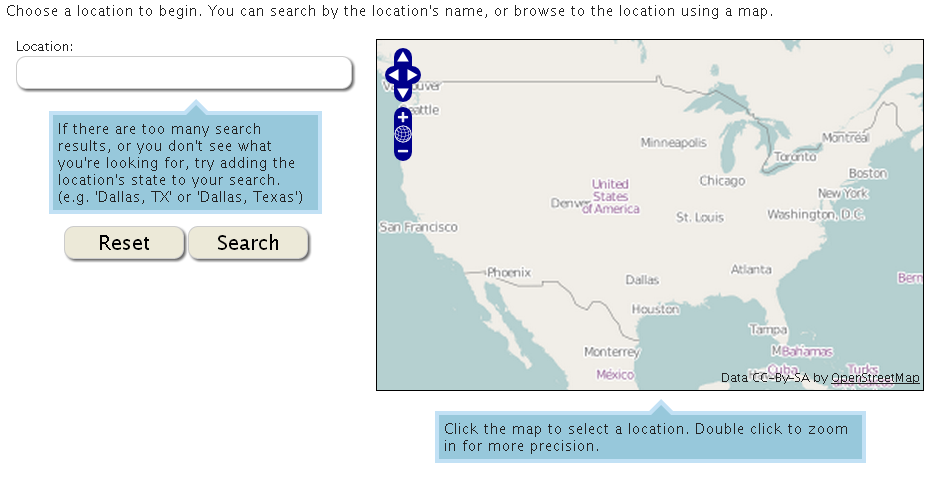 Choose a location to begin. You can search by the location's name, or browse to the location using a map.
Location:
If there are too many search
results, or you don't see what
you're looking for, try adding the
location's state to your search.
(e.g. 'Dallas, TX' or 'Dallas, Texas')
Reset
Search
Minneapolis
Montréal
Toronto
Boston
Chicago
New York
United
States
of America
Denver
St. Louis
Washington, D.C.
San Francisco
Phoenix
Dallas
Atlanta
Houston
Tampa
Monterrey
Bahamas
México
Cuba
Turks
Data CC-By-SA by OpenStreetMap
Click the map to select a location. Double click to zoom
in for more precision.